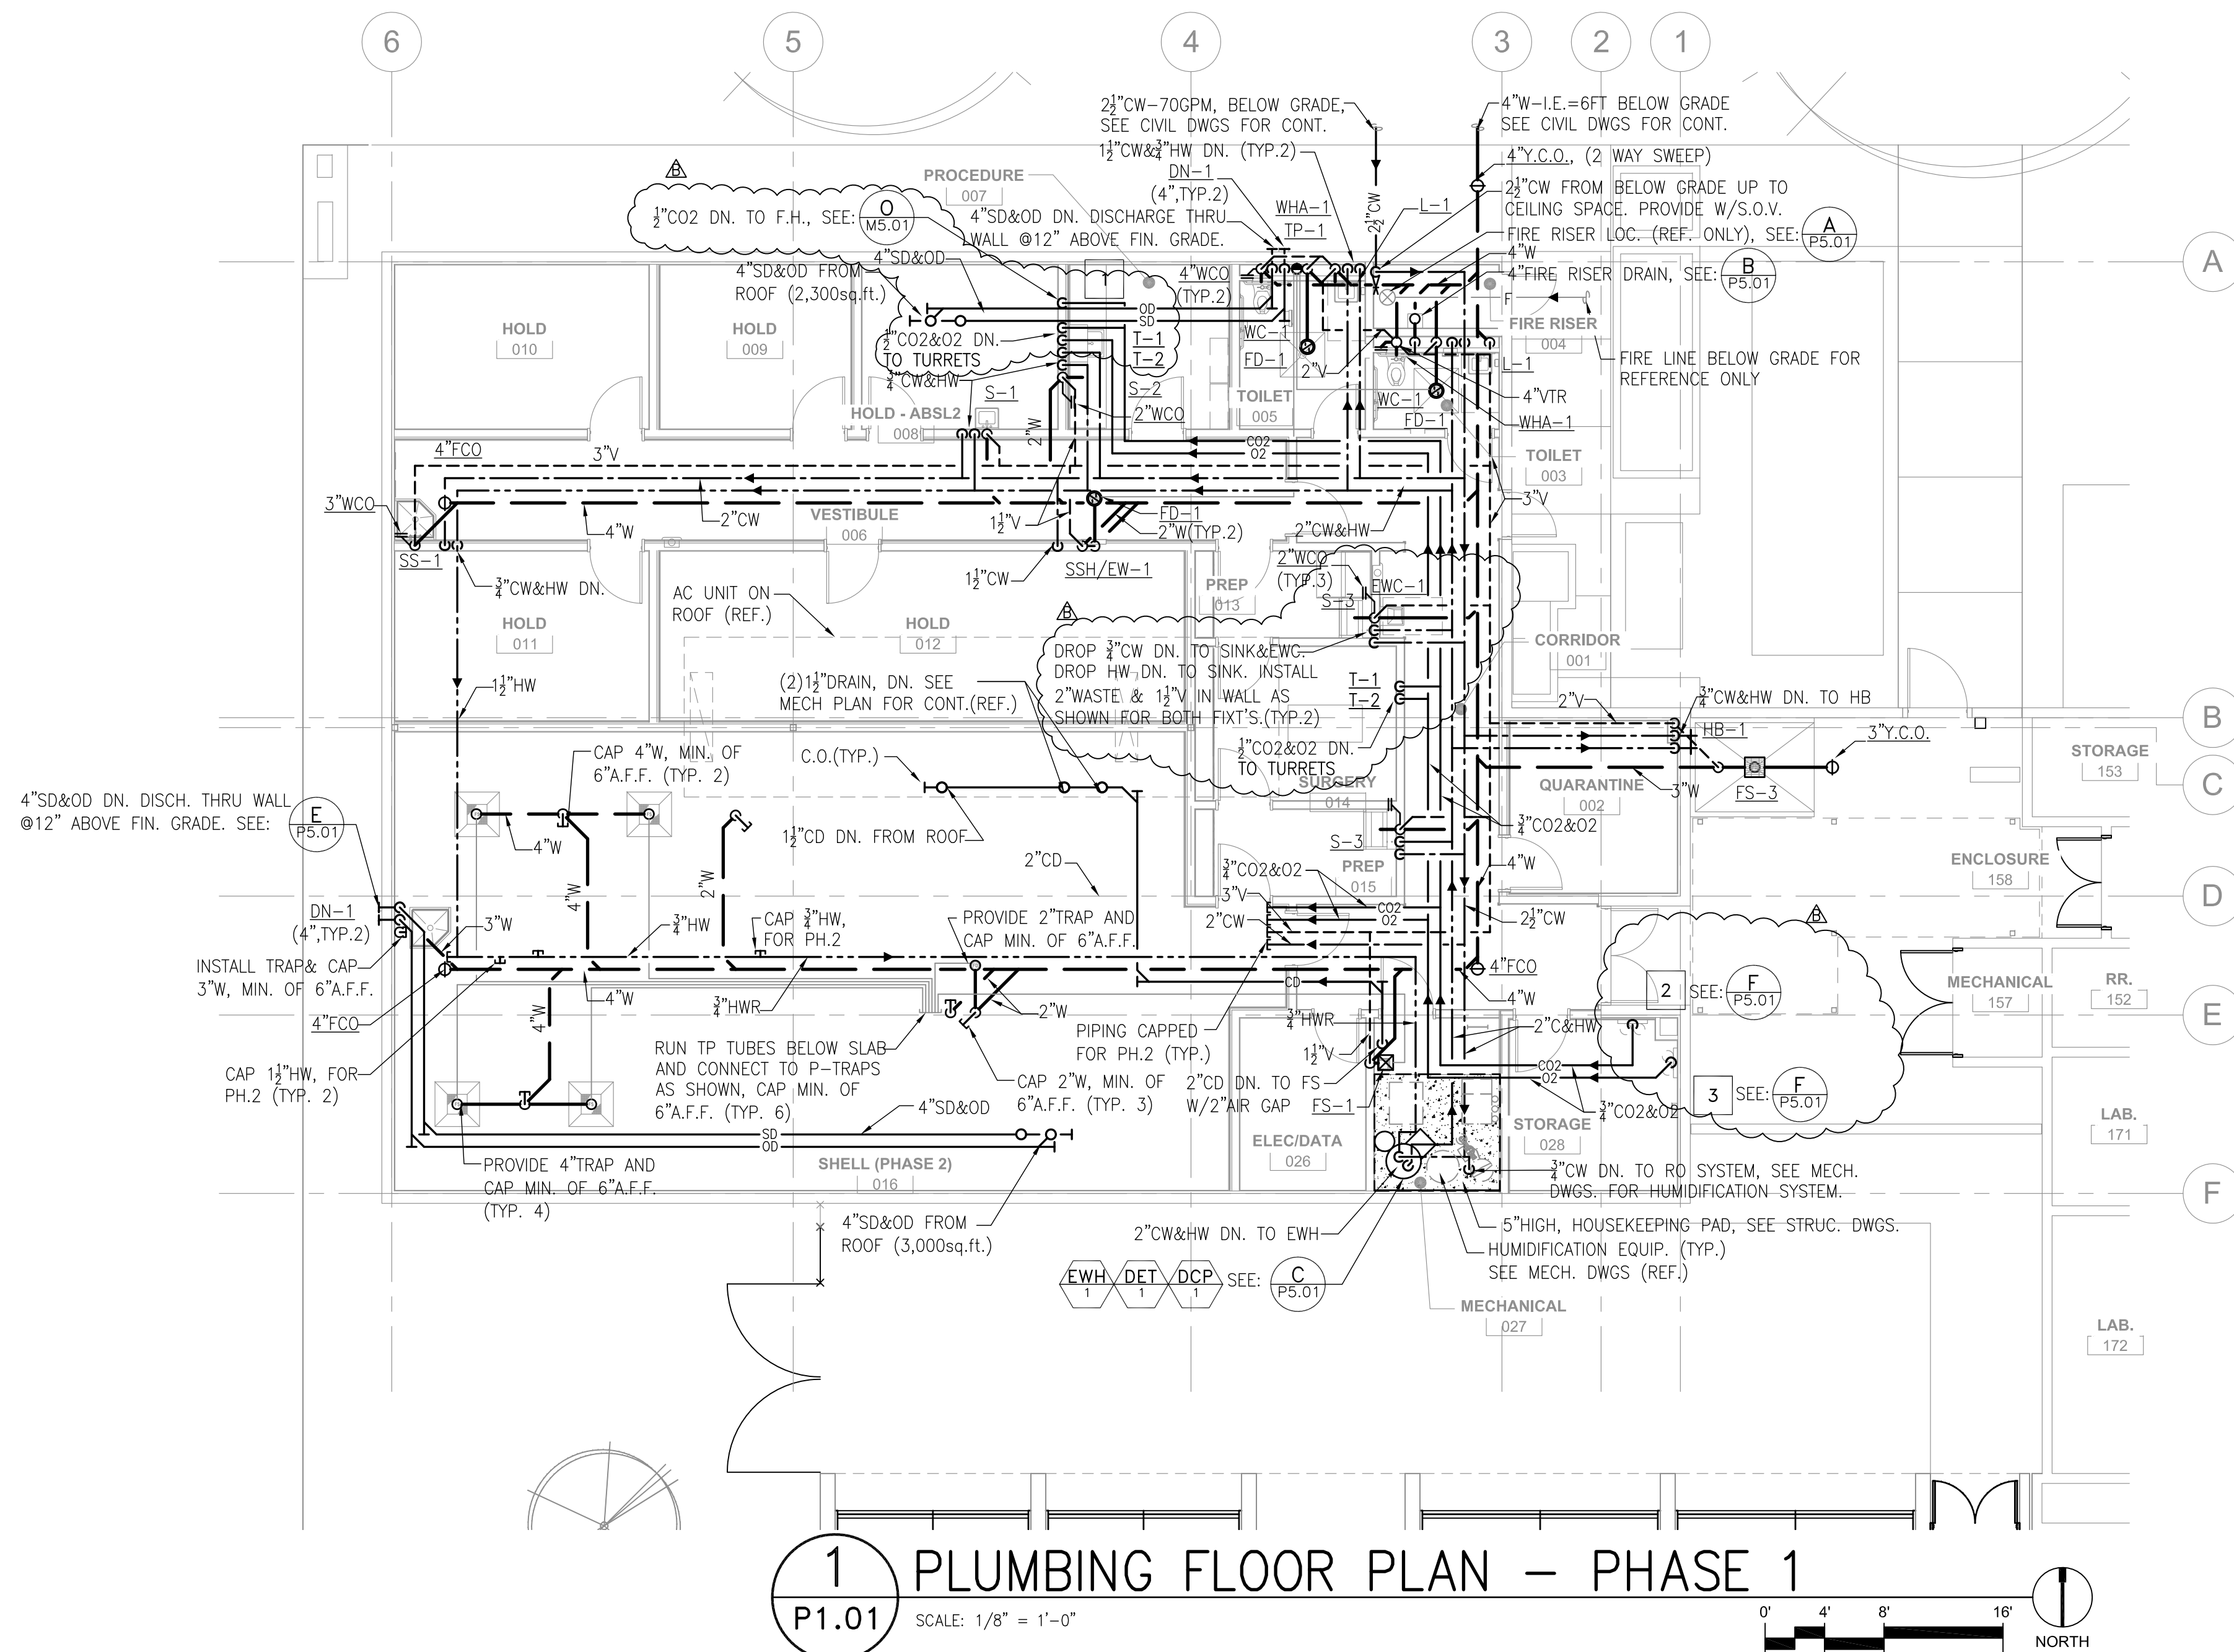 6
5
4
3
2
1
2½"CW-70GPM, BELOW GRADE,
SEE CIVIL DWGS FOR CONT.
4"W-I.E.=6FT BELOW GRADE
SEE CIVIL DWGS FOR CONT.
1½"CW&¾"HW DN. (TYP.2)
4"Y.C.O., (2 WAY SWEEP)
DN-1
(4",TYP.2)
2½"CW FROM BELOW GRADE UP TO
CEILING SPACE. PROVIDE W/S.O.V.
B
PROCEDURE
007
½"CO2 DN. TO F.H., SEE:
O
M5.01
4"SD&OD DN. DISCHARGE THRU
WALL @12" ABOVE FIN. GRADE.
WHA-1
TP-1
2½"CW
L-1
FIRE RISER LOC. (REF. ONLY), SEE:
A
P5.01
4"W
4"FIRE RISER DRAIN, SEE:
B
P5.01
A
4"SD&OD
4"SD&OD FROM
ROOF (2,300sq.ft.)
1
4"WCO
(TYP.2)
OD
SD
F
HOLD
010
HOLD
009
½"CO2&O2 DN.
TO TURRETS
T-1
T-2
WC-1
FD-1
FIRE RISER
004
FIRE LINE BELOW GRADE FOR
REFERENCE ONLY
¾"CW&HW
S-1
S-2
2"V
L-1
HOLD - ABSL2
008
2"W
2"WCO
TOILET
005
WC-1
FD-1
4"VTR
WHA-1
4"FCO
3"V
CO2
O2
TOILET
003
3"WCO
2"CW
4"W
VESTIBULE
006
1½"V
FD-1
2"W(TYP.2)
2"CW&HW
3"V
SS-1
¾"CW&HW DN.
1½"CW
SSH/EW-1
2"WCO
(TYP.3)
EWC-1
S-3
PREP
013
AC UNIT ON
ROOF (REF.)
HOLD
011
HOLD
012
B
DROP ¾"CW DN. TO SINK&EWC.
DROP HW DN. TO SINK. INSTALL
2"WASTE & 1½"V IN WALL AS
SHOWN FOR BOTH FIXT'S.(TYP.2)
CORRIDOR
001
1½"HW
(2)1½"DRAIN, DN. SEE
MECH PLAN FOR CONT.(REF.)
T-1
T-2
2"V
¾"CW&HW DN. TO HB
B
HB-1
3"Y.C.O.
CAP 4"W, MIN. OF
6"A.F.F. (TYP. 2)
C.O.(TYP.)
½"CO2&O2 DN.
TO TURRETS
STORAGE
153
C
SURGERY
014
QUARANTINE
002
3"W
FS-3
4"SD&OD DN. DISCH. THRU WALL
@12" ABOVE FIN. GRADE. SEE:
E
P5.01
4"W
1½"CD DN. FROM ROOF
S-3
¾"CO2&O2
2"CD
PREP
015
4"W
ENCLOSURE
158
4"W
2"W
¾"CO2&O2
3"V
2"CW
CO2
O2
2½"CW
D
DN-1
(4",TYP.2)
3"W
¾"HW
CAP ¾"HW,
FOR PH.2
PROVIDE 2"TRAP AND
CAP MIN. OF 6"A.F.F.
B
INSTALL TRAP& CAP
3"W, MIN. OF 6"A.F.F.
4"FCO
CD
2
SEE:
F
P5.01
MECHANICAL
157
RR.
152
4"W
¾"HWR
2"W
4"W
E
4"FCO
4"W
PIPING CAPPED
FOR PH.2 (TYP.)
¾"HWR
1½"V
2"C&HW
RUN TP TUBES BELOW SLAB
AND CONNECT TO P-TRAPS
AS SHOWN, CAP MIN. OF
6"A.F.F. (TYP. 6)
CAP 1½"HW, FOR
PH.2 (TYP. 2)
CAP 2"W, MIN. OF
6"A.F.F. (TYP. 3)
2"CD DN. TO FS
W/2"AIR GAP
FS-1
CO2
O2
3
SEE:
F
P5.01
¾"CO2&O2
4"SD&OD
SD
OD
STORAGE
028
LAB.
171
ELEC/DATA
026
PROVIDE 4"TRAP AND
CAP MIN. OF 6"A.F.F.
(TYP. 4)
SHELL (PHASE 2)
016
¾"CW DN. TO RO SYSTEM, SEE MECH.
DWGS. FOR HUMIDIFICATION SYSTEM.
F
4"SD&OD FROM
ROOF (3,000sq.ft.)
2"CW&HW DN. TO EWH
5"HIGH, HOUSEKEEPING PAD, SEE STRUC. DWGS.
HUMIDIFICATION EQUIP. (TYP.)
SEE MECH. DWGS (REF.)
EWH
1
DET
1
DCP
1
SEE:
C
P5.01
MECHANICAL
027
LAB.
172
1
P1.01
PLUMBING FLOOR PLAN - PHASE 1
SCALE: 1/8" = 1'-0"
0' 4' 8' 16'
NORTH